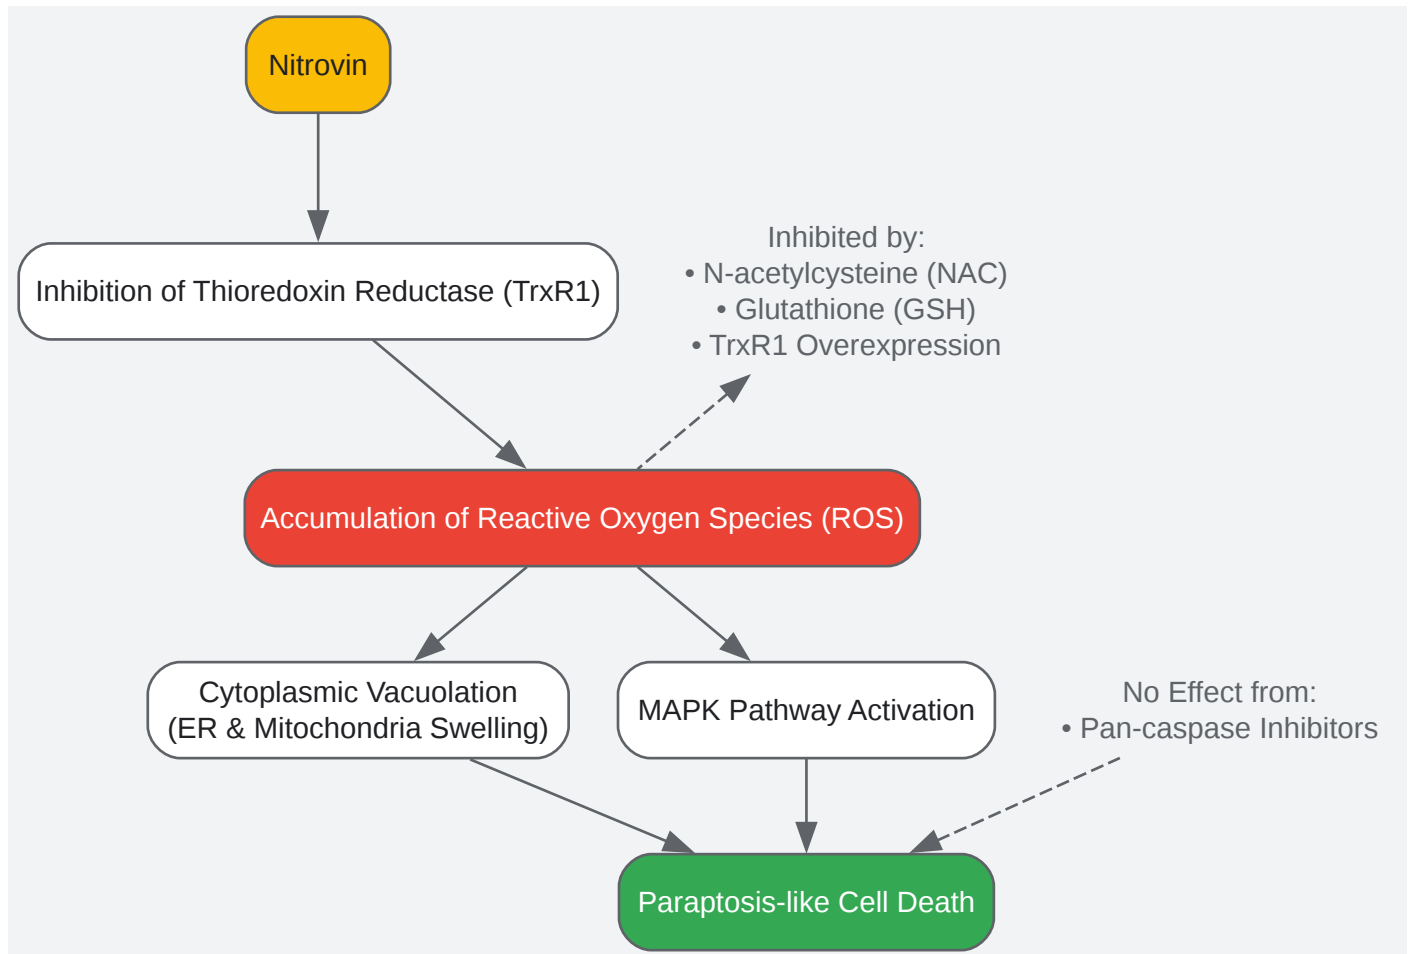 Nitrovin
Inhibition of Thioredoxin Reductase (TrxR1)
Inhibited by:
• N-acetylcysteine (NAC)
• Glutathione (GSH)
• TrxR1 Overexpression
Accumulation of Reactive Oxygen Species (ROS)
Cytoplasmic Vacuolation
(ER & Mitochondria Swelling)
MAPK Pathway Activation
No Effect from:
• Pan-caspase Inhibitors
Paraptosis-like Cell Death